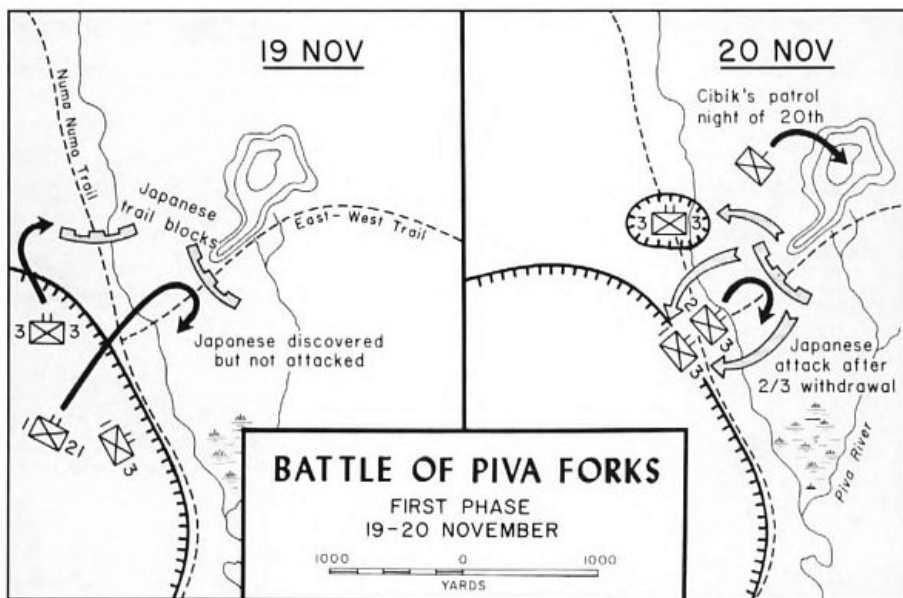 19 NOV
Numa Numa Trail
Japanese
trail blocks
East-West Trail
3 3
Japanese discovered
but not attacked
1 21
1 3
20 NOV
Cibik's patrol
night of 20th
3 3
2 3
1 3
Japanese
attack after
2/3 withdrawal
Piva River
BATTLE OF PIVA FORKS
FIRST PHASE
19-20 NOVEMBER
1000 0 1000
YARDS